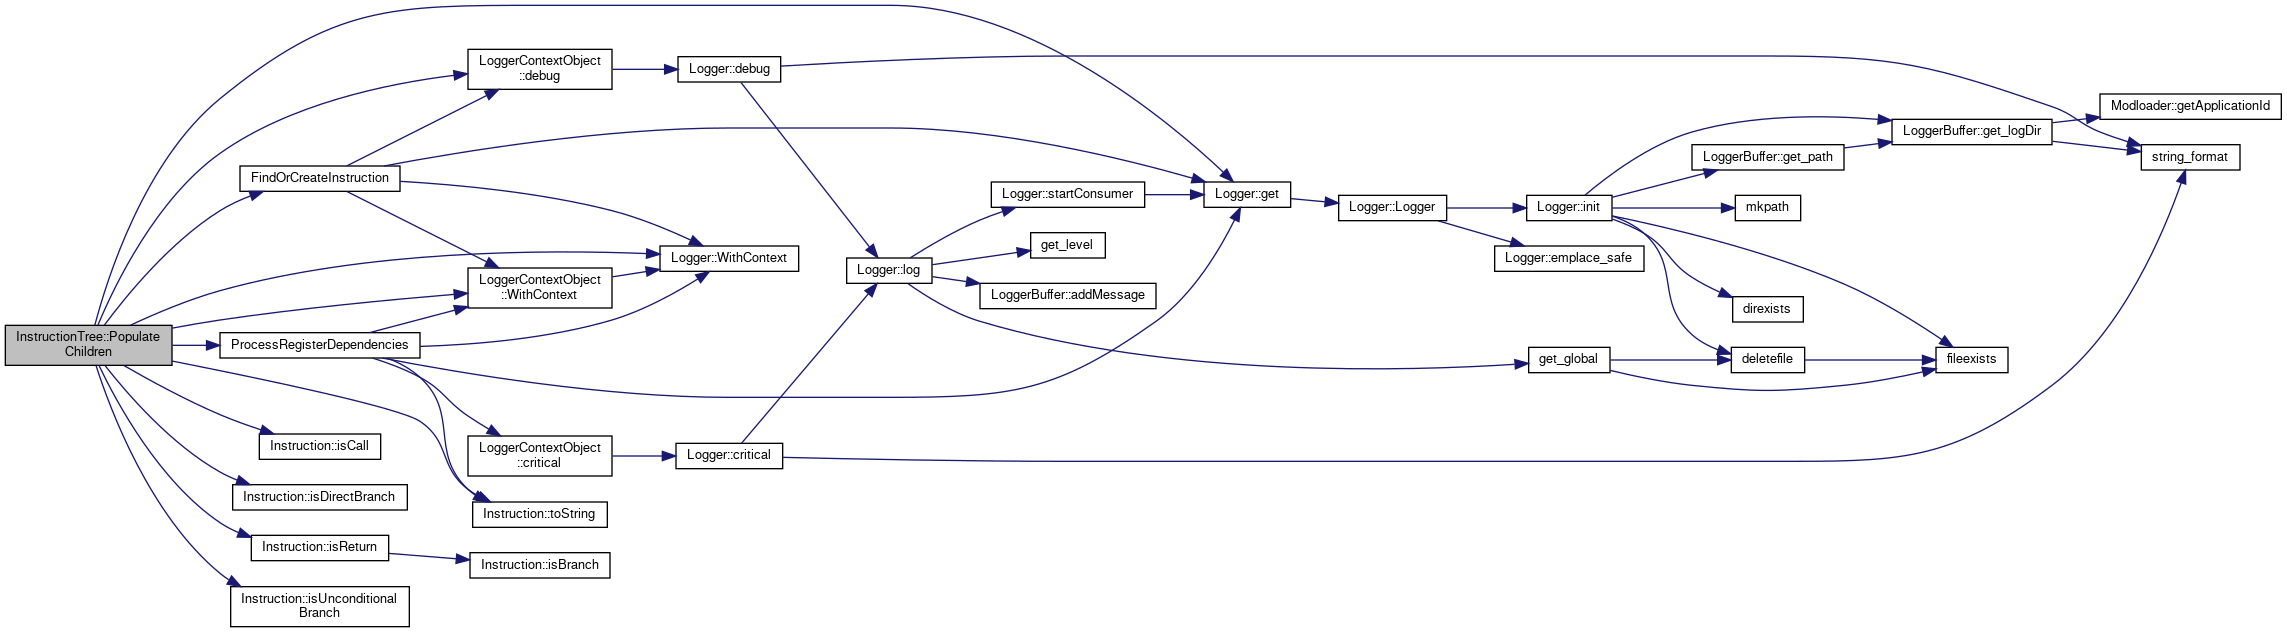 InstructionTree::Populate
Children
FindOrCreateInstruction
ProcessRegisterDependencies
Instruction::isCall
Instruction::isDirectBranch
Instruction::isReturn
Instruction::isUnconditional
Branch
LoggerContextObject
::debug
LoggerContextObject
::WithContext
LoggerContextObject
::critical
Instruction::toString
Instruction::isBranch
Logger::debug
Logger::WithContext
Logger::critical
Logger::log
Logger::startConsumer
get_level
LoggerBuffer::addMessage
Logger::get
Logger::Logger
Logger::init
Logger::emplace_safe
get_global
LoggerBuffer::get_path
mkpath
direxists
deletefile
LoggerBuffer::get_logDir
fileexists
Modloader::getApplicationId
string_format